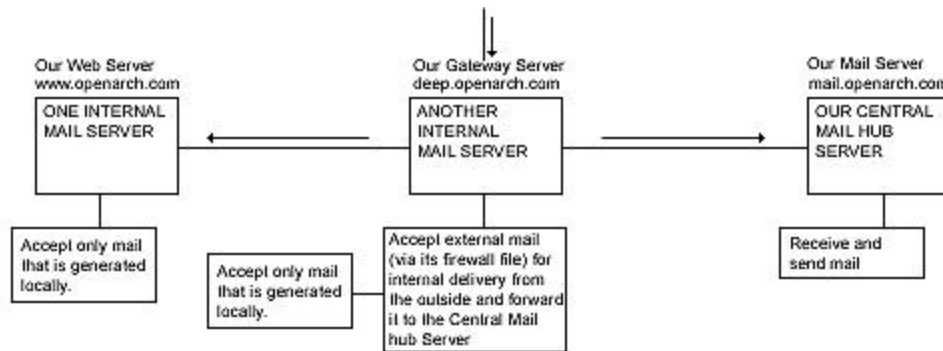 Our Web Server
www.openarch.com
ONE INTERNAL
MAIL SERVER
Accept only mail
that is generated
locally.
Our Gateway Server
deep.openarch.com
ANOTHER
INTERNAL
MAIL SERVER
Accept only mail
that is generated
locally.
Accept external mail
(via its firewall file) for
internal delivery from
the outside and forward
it to the Central Mail
hub Server
Our Mail Server
mail.openarch.com
OUR CENTRAL
MAIL HUB
SERVER
Receive and
send mail